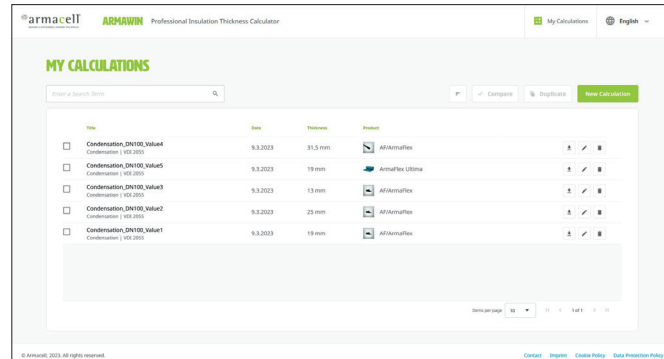 armacell
ARMAWIN Professional Insulation Thickness Calculator
My Calculations
English
MY CALCULATIONS
Enter a Search Term
Compare
Duplicate
New Calculation
Title Date Thickness Product
Condensation_DN100_Value4 9.3.2023 31,5 mm AF/ArmaFlex
Condensation | VDI 2055
Condensation_DN100_Value5 9.3.2023 19 mm ArmaFlex Ultima
Condensation | VDI 2055
Condensation_DN100_Value3 9.3.2023 13 mm AF/ArmaFlex
Condensation | VDI 2055
Condensation_DN100_Value2 9.3.2023 25 mm AF/ArmaFlex
Condensation | VDI 2055
Condensation_DN100_Value1 9.3.2023 19 mm AF/ArmaFlex
Condensation | VDI 2055
Items per page 10 1 of 1
© Armacell, 2023. All rights reserved. Contact Imprint Cookie Policy Data Protection Policy